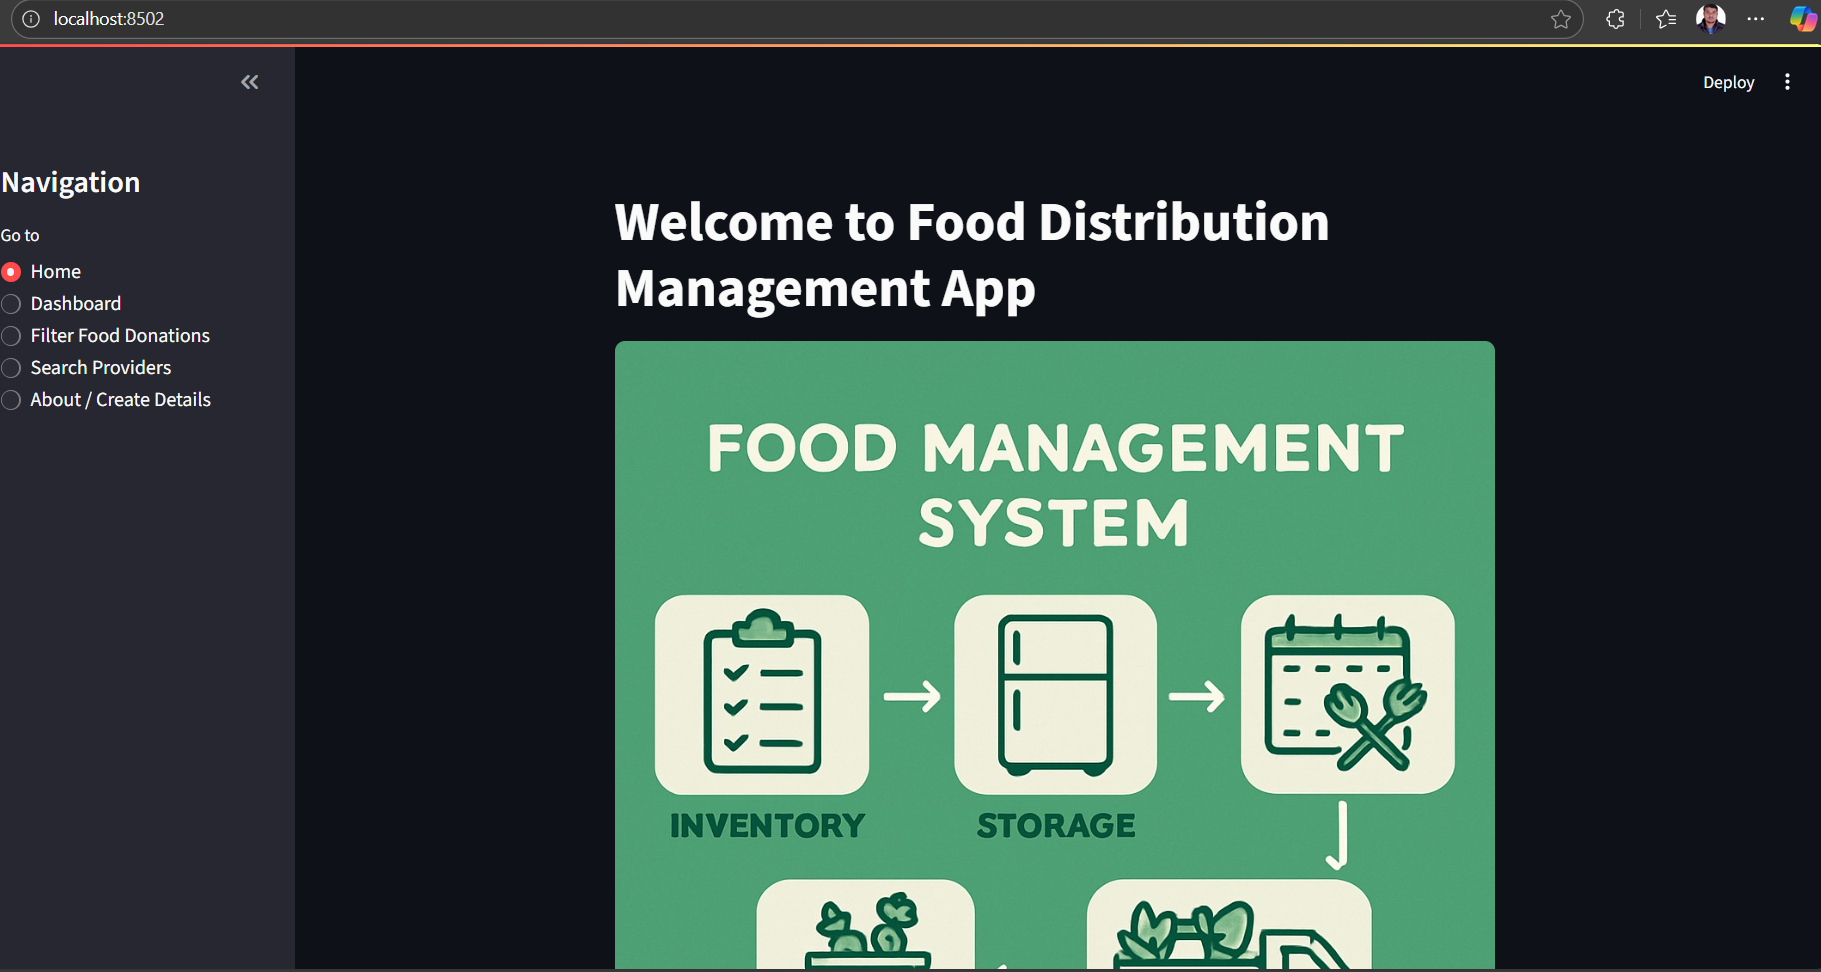 localhost:8502
Deploy
Navigation
Go to
Home
Dashboard
Filter Food Donations
Search Providers
About / Create Details
Welcome to Food Distribution
Management App
FOOD MANAGEMENT
SYSTEM
INVENTORY
STORAGE